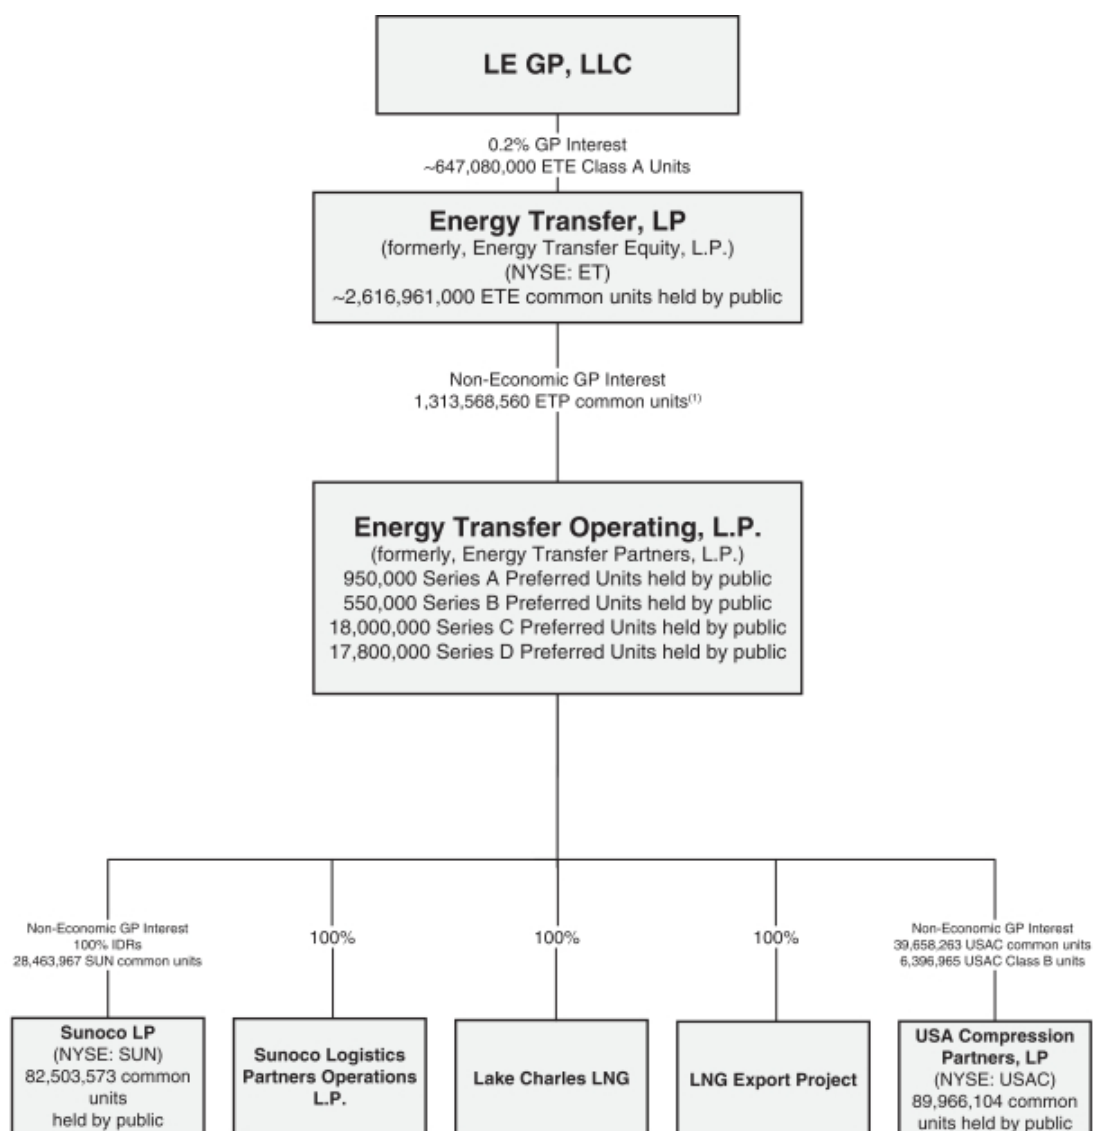 LE GP, LLC
0.2% GP Interest
~647,080,000 ETE Class A Units
Energy Transfer, LP
(formerly, Energy Transfer Equity, L.P.)
(NYSE: ET)
~2,616,961,000 ETE common units held by public
Non-Economic GP Interest
1,313,568,560 ETP common units(1)
Energy Transfer Operating, L.P.
(formerly, Energy Transfer Partners, L.P.)
950,000 Series A Preferred Units held by public
550,000 Series B Preferred Units held by public
18,000,000 Series C Preferred Units held by public
17,800,000 Series D Preferred Units held by public
Non-Economic GP Interest
100% IDRs
28,463,967 SUN common units
100%
100%
100%
Non-Economic GP Interest
39,658,263 USAC common units
6,396,965 USAC Class B units
Sunoco LP
(NYSE: SUN)
82,503,573 common
units
held by public
Sunoco Logistics
Partners Operations
L.P.
Lake Charles LNG
LNG Export Project
USA Compression
Partners, LP
(NYSE: USAC)
89,966,104 common
units held by public